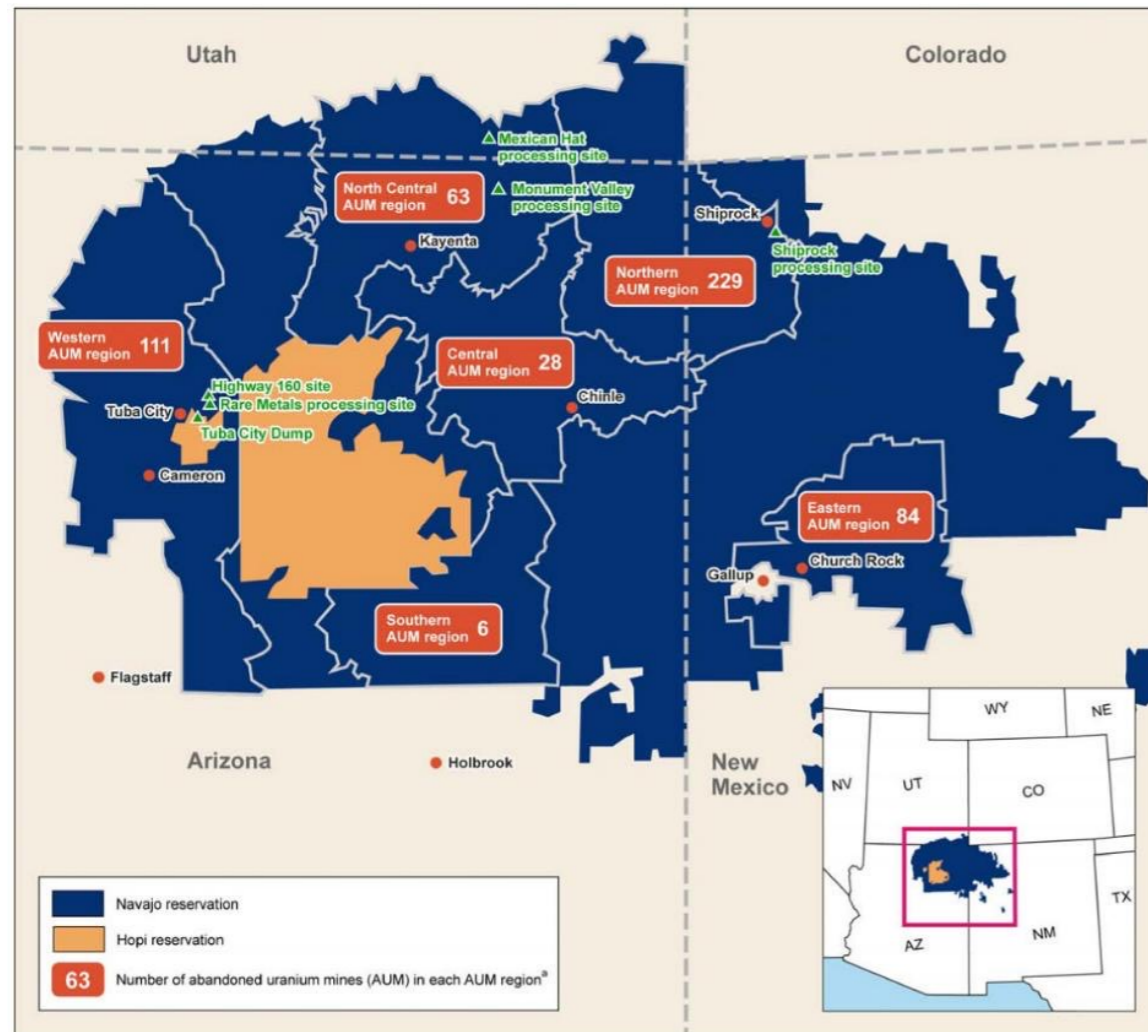 Utah
Colorado
Mexican Hat
processing site
North Central
AUM region 63
Monument Valley
processing site
Kayenta
Shiprock
Shiprock
processing site
Northern
AUM region 229
Western
AUM region 111
Central
AUM region 28
Highway 160 site
Rare Metals processing site
Tuba City
Tuba City Dump
Chinle
Cameron
Eastern
AUM region 84
Church Rock
Gallup
Southern
AUM region 6
Flagstaff
Arizona
Holbrook
New
Mexico
WY
NE
NV
UT
CO
TX
AZ
NM
Navajo reservation
Hopi reservation
63 Number of abandoned uranium mines (AUM) in each AUM regionª